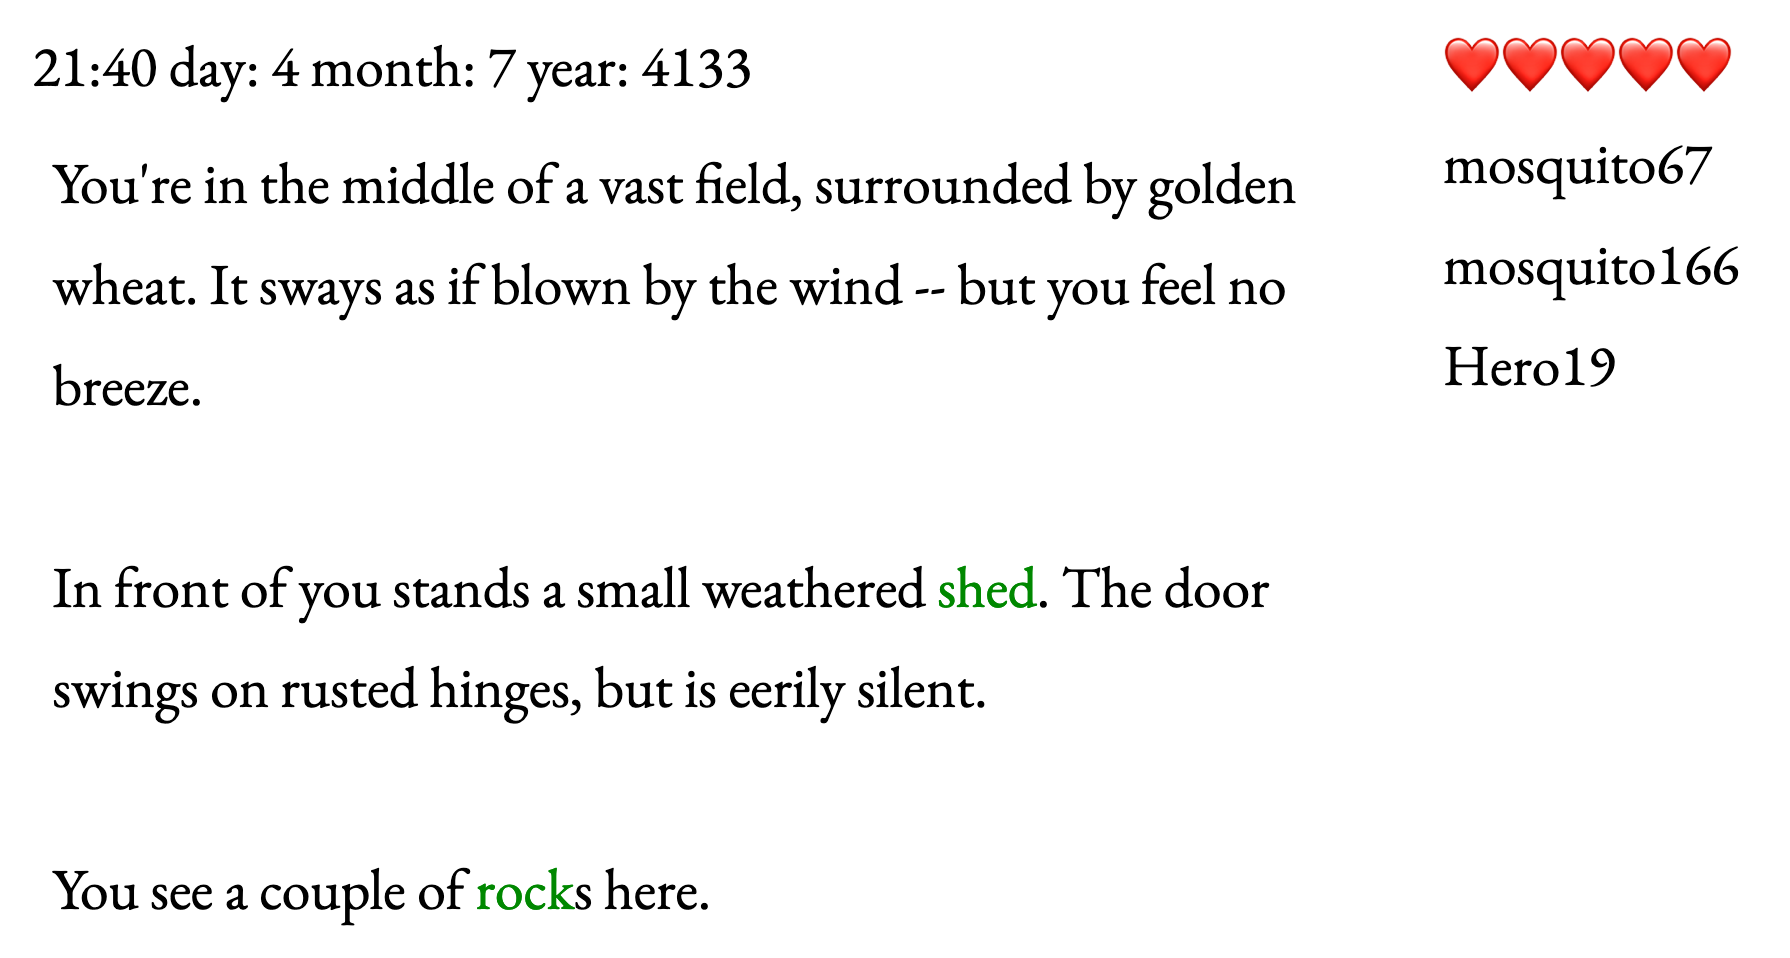 21:40 day: 4 month: 7 year: 4133
❤️❤️❤️❤️❤️
You're in the middle of a vast field, surrounded by golden
wheat. It sways as if blown by the wind -- but you feel no
breeze.
In front of you stands a small weathered shed. The door
swings on rusted hinges, but is eerily silent.
You see a couple of rocks here.
mosquito67
mosquito166
Hero19